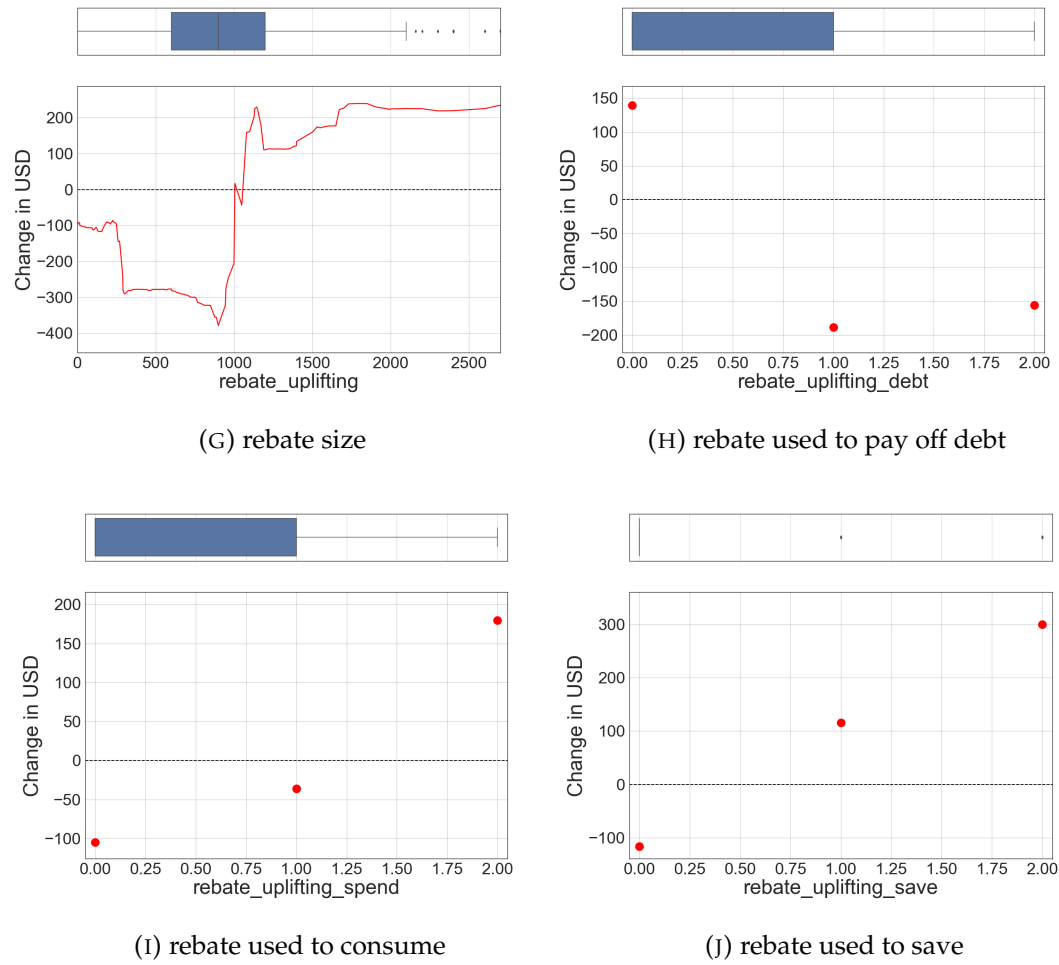 200
100
0
−100
−200
−300
−400
Change in USD
0 500 1000 1500 2000 2500
rebate_uplifting
(G) rebate size
150
100
50
0
−50
−100
−150
−200
Change in USD
0.00 0.25 0.50 0.75 1.00 1.25 1.50 1.75 2.00
rebate_uplifting_debt
(H) rebate used to pay off debt
200
150
100
50
0
−50
−100
Change in USD
0.00 0.25 0.50 0.75 1.00 1.25 1.50 1.75 2.00
rebate_uplifting_spend
(I) rebate used to consume
300
200
100
0
−100
Change in USD
0.00 0.25 0.50 0.75 1.00 1.25 1.50 1.75 2.00
rebate_uplifting_save
(J) rebate used to save